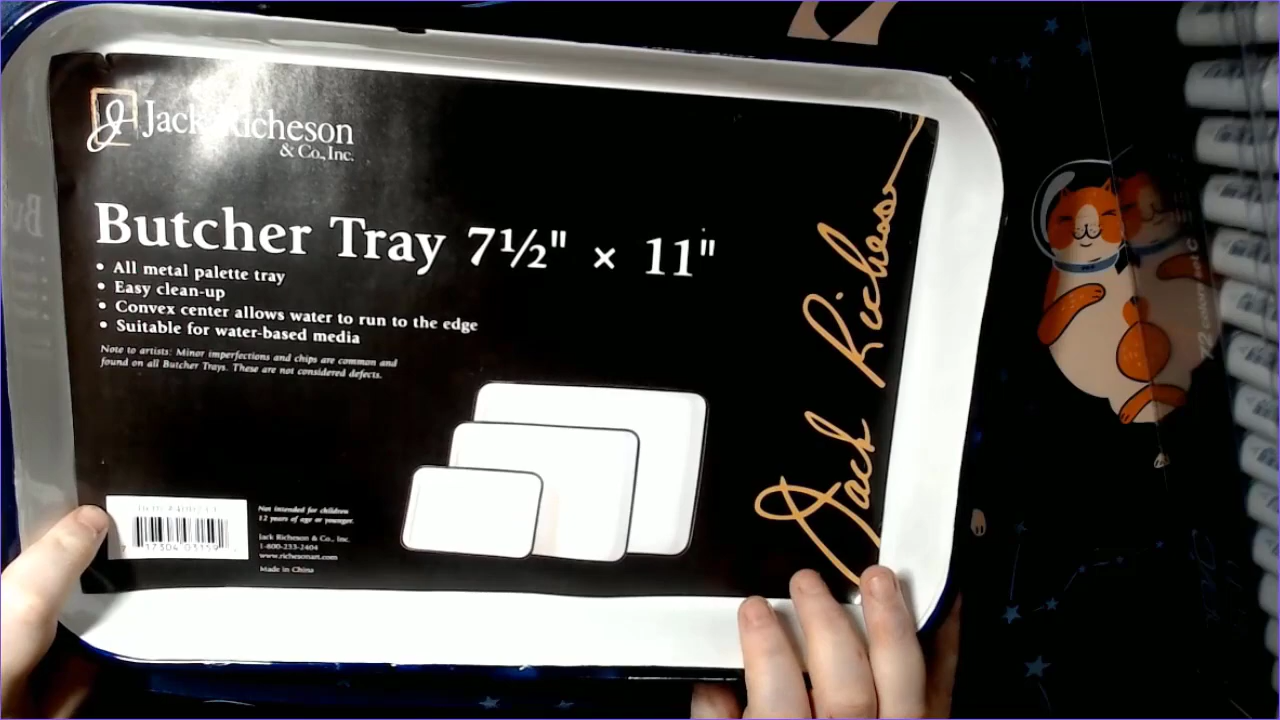 Jack Richeson
& Co., Inc.
Butcher Tray 7½" × 11"
• All metal palette tray
• Easy clean-up
• Convex center allows water to run to the edge
• Suitable for water-based media
Note to artists: Minor imperfections and chips are common and
found on all Butcher Trays. These are not considered defects.
Jack Richeson
Not intended for children
12 years of age or younger.
Jack Richeson & Co., Inc.
1-800-233-2404
www.richesonart.com
Made in China